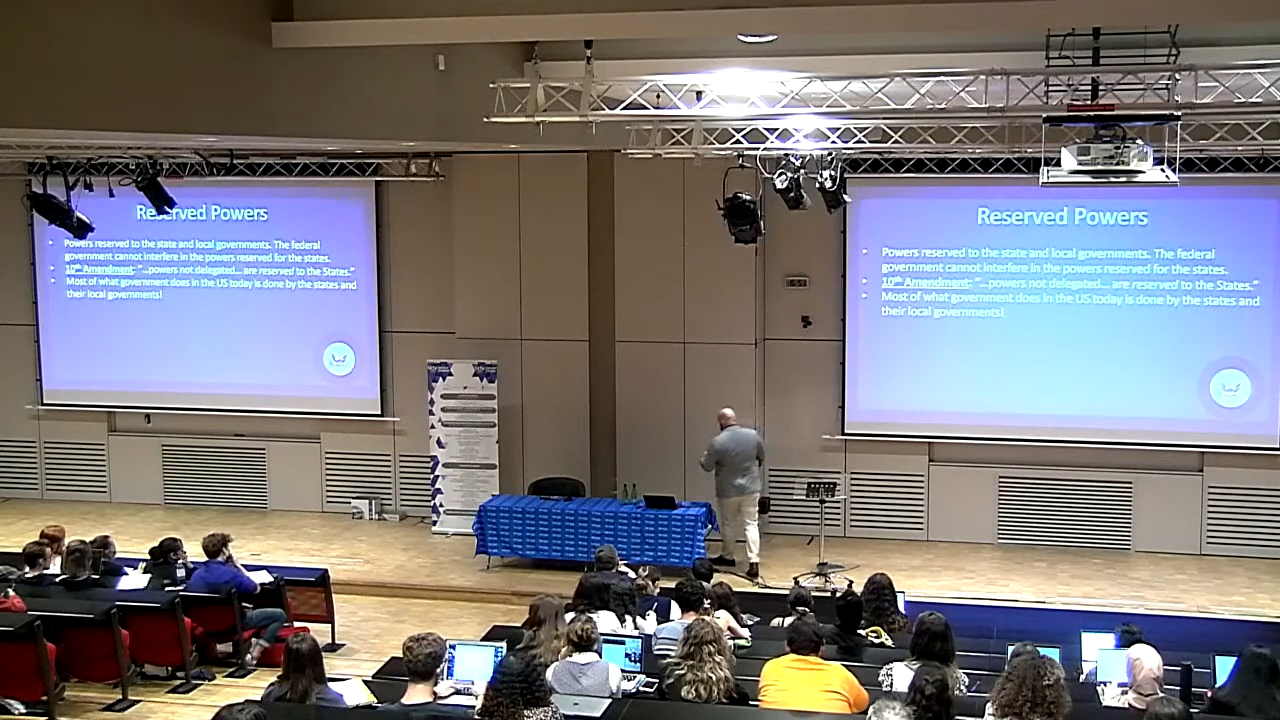 Reserved Powers
• Powers reserved to the state and local governments. The federal
government cannot interfere in the powers reserved for the states.
• 10th Amendment: "...powers not delegated... are reserved to the States."
• Most of what government does in the US today is done by the states and
their local governments!
Reserved Powers
• Powers reserved to the state and local governments. The federal
government cannot interfere in the powers reserved for the states.
• 10th Amendment: "...powers not delegated... are reserved to the States."
• Most of what government does in the US today is done by the states and
their local governments!